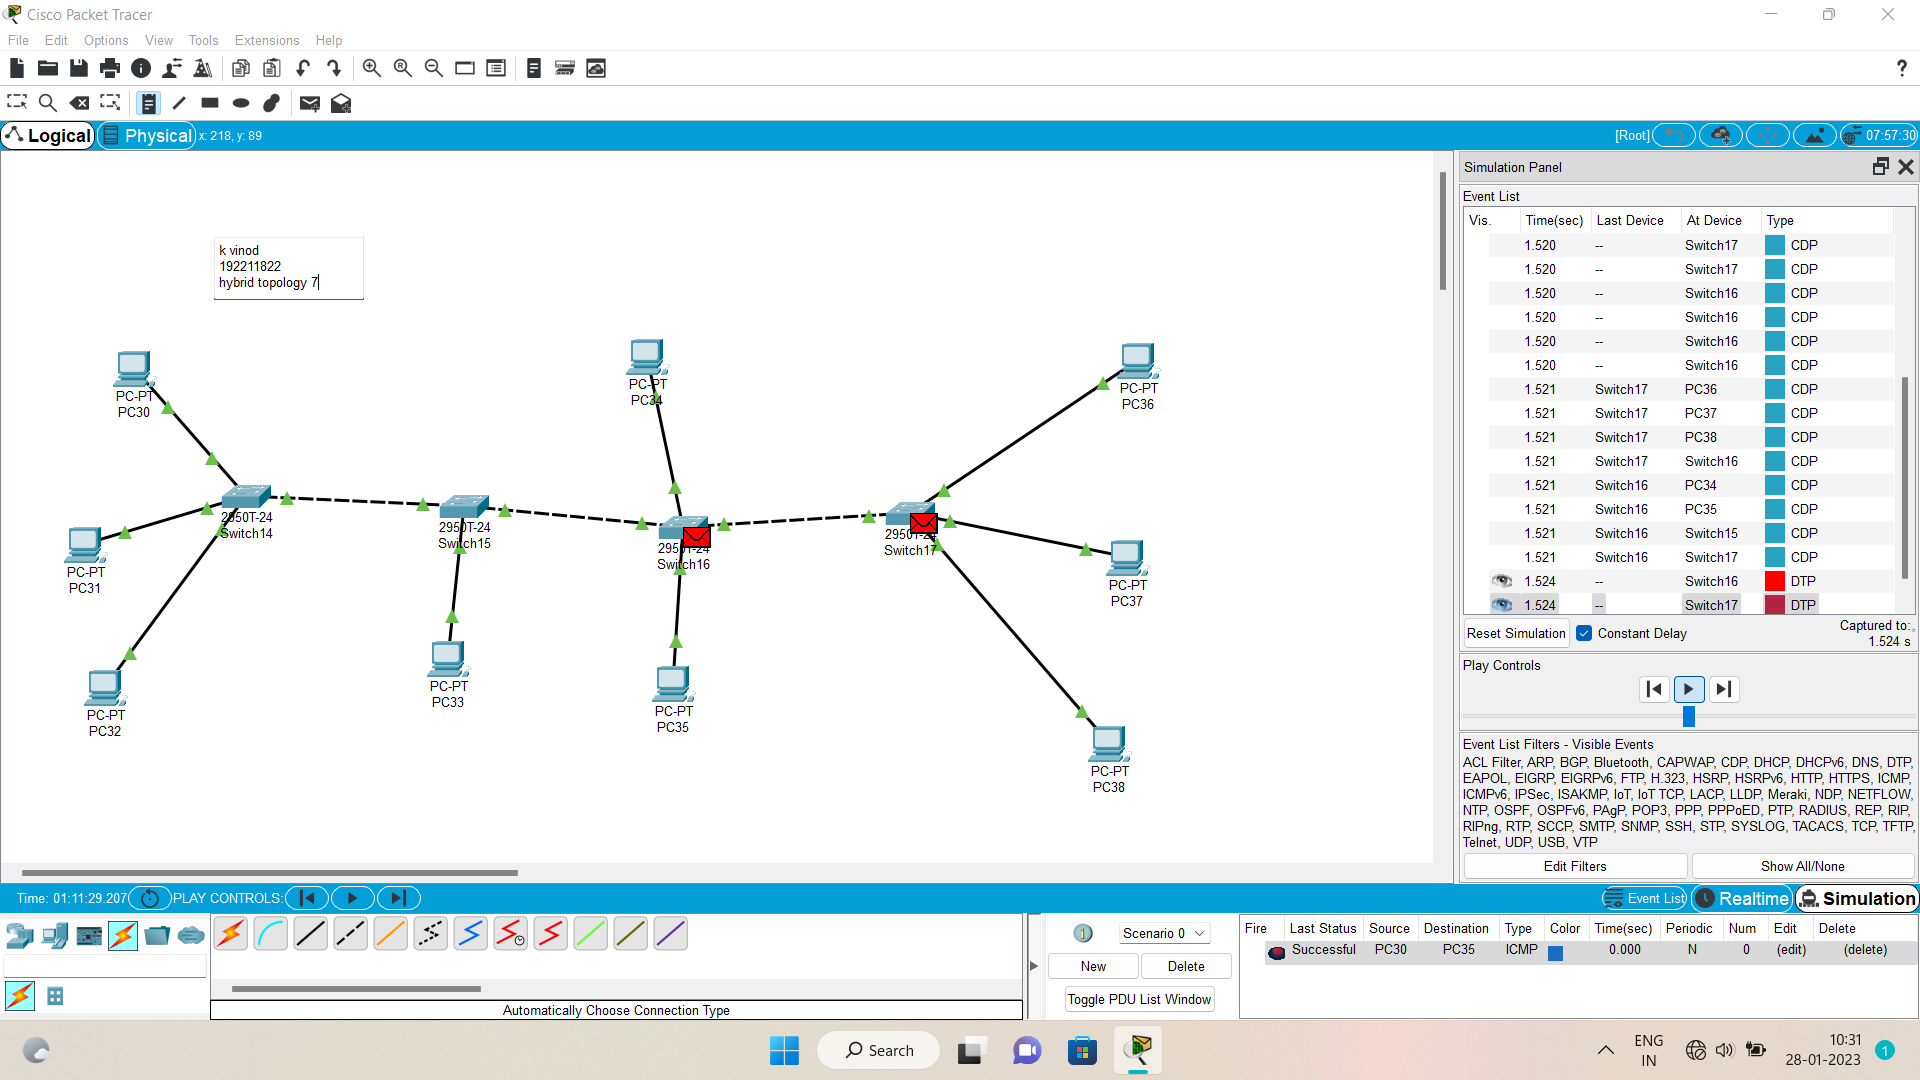 Cisco Packet Tracer
File Edit Options View Tools Extensions Help
Logical Physical x: 218, y: 89
[Root] 07:57:30
k vinod
192211822
hybrid topology 7
PC-PT
PC30
PC-PT
PC31
PC-PT
PC32
2950T-24
Switch14
2950T-24
Switch15
PC-PT
PC33
PC-PT
PC34
2950T-24
Switch16
PC-PT
PC35
2950T-24
Switch17
PC-PT
PC36
PC-PT
PC37
PC-PT
PC38
Simulation Panel
Event List
Vis. Time(sec) Last Device At Device Type
1.520 -- Switch17 CDP
1.520 -- Switch17 CDP
1.520 -- Switch16 CDP
1.520 -- Switch16 CDP
1.520 -- Switch16 CDP
1.520 -- Switch16 CDP
1.521 Switch17 PC36 CDP
1.521 Switch17 PC37 CDP
1.521 Switch17 PC38 CDP
1.521 Switch17 Switch16 CDP
1.521 Switch16 PC34 CDP
1.521 Switch16 PC35 CDP
1.521 Switch16 Switch15 CDP
1.521 Switch16 Switch17 CDP
1.524 -- Switch16 DTP
1.524 -- Switch17 DTP
Reset Simulation Constant Delay Captured to:
1.524 s
Play Controls
Event List Filters - Visible Events
ACL Filter, ARP, BGP, Bluetooth, CAPWAP, CDP, DHCP, DHCPv6, DNS, DTP,
EAPOL, EIGRP, EIGRPv6, FTP, H.323, HSRP, HSRPv6, HTTP, HTTPS, ICMP,
ICMPv6, IPSec, ISAKMP, IoT, IoT TCP, LACP, LLDP, Meraki, NDP, NETFLOW,
NTP, OSPF, OSPFv6, PAgP, POP3, PPP, PPPoED, PTP, RADIUS, REP, RIP,
RIPng, RTP, SCCP, SMTP, SNMP, SSH, STP, SYSLOG, TACACS, TCP, TFTP,
Telnet, UDP, USB, VTP
Edit Filters Show All/None
Time: 01:11:29.207 PLAY CONTROLS: Event List Realtime Simulation
Automatically Choose Connection Type
Scenario 0
New Delete
Toggle PDU List Window
Fire Last Status Source Destination Type Color Time(sec) Periodic Num Edit Delete
Successful PC30 PC35 ICMP 0.000 N 0 (edit) (delete)
Search
ENG
IN
10:31
28-01-2023
1